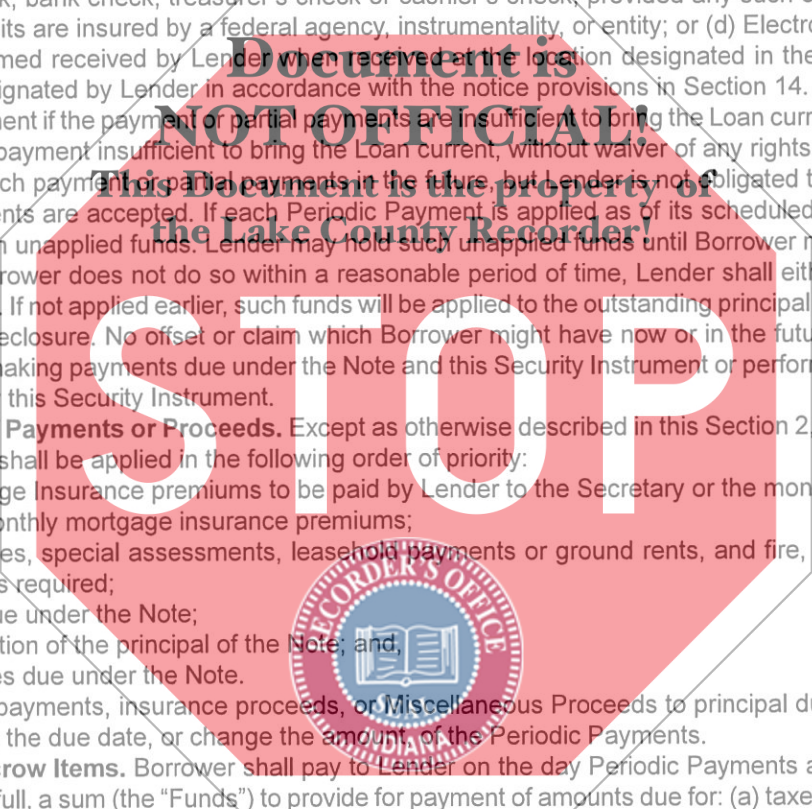 k, bank check, treasurer's check or cashier's check, provided any such
its are insured by a federal agency, instrumentality, or entity; or (d) Electro
Document is
med received by Lender when received at the location designated in the
ignated by Lender in accordance with the notice provisions in Section 14.
NOT OFFICIAL!
nent if the payment or partial payments are insufficient to bring the Loan curr
payment insufficient to bring the Loan current, without waiver of any rights
This Document is the property of
ch payment or partial payments in the future, but Lender is not obligated t
nts are accepted. If each Periodic Payment is applied as of its scheduled
the Lake County Recorder!
n unapplied funds. Lender may hold such unapplied funds until Borrower m
rower does not do so within a reasonable period of time, Lender shall eith
. If not applied earlier, such funds will be applied to the outstanding principal
eclosure. No offset or claim which Borrower might have now or in the futu
naking payments due under the Note and this Security Instrument or perfor
r this Security Instrument.
STOP
Payments or Proceeds. Except as otherwise described in this Section 2,
shall be applied in the following order of priority:
ge Insurance premiums to be paid by Lender to the Secretary or the mon
onthly mortgage insurance premiums;
es, special assessments, leasehold payments or ground rents, and fire,
s required;
ue under the Note;
tion of the principal of the Note; and,
es due under the Note.
RECORDER'S OFFICE
SEAL
INDIANA
payments, insurance proceeds, or Miscellaneous Proceeds to principal du
the due date, or change the amount, of the Periodic Payments.
row Items. Borrower shall pay to Lender on the day Periodic Payments a
full, a sum (the “Funds”) to provide for payment of amounts due for: (a) taxe